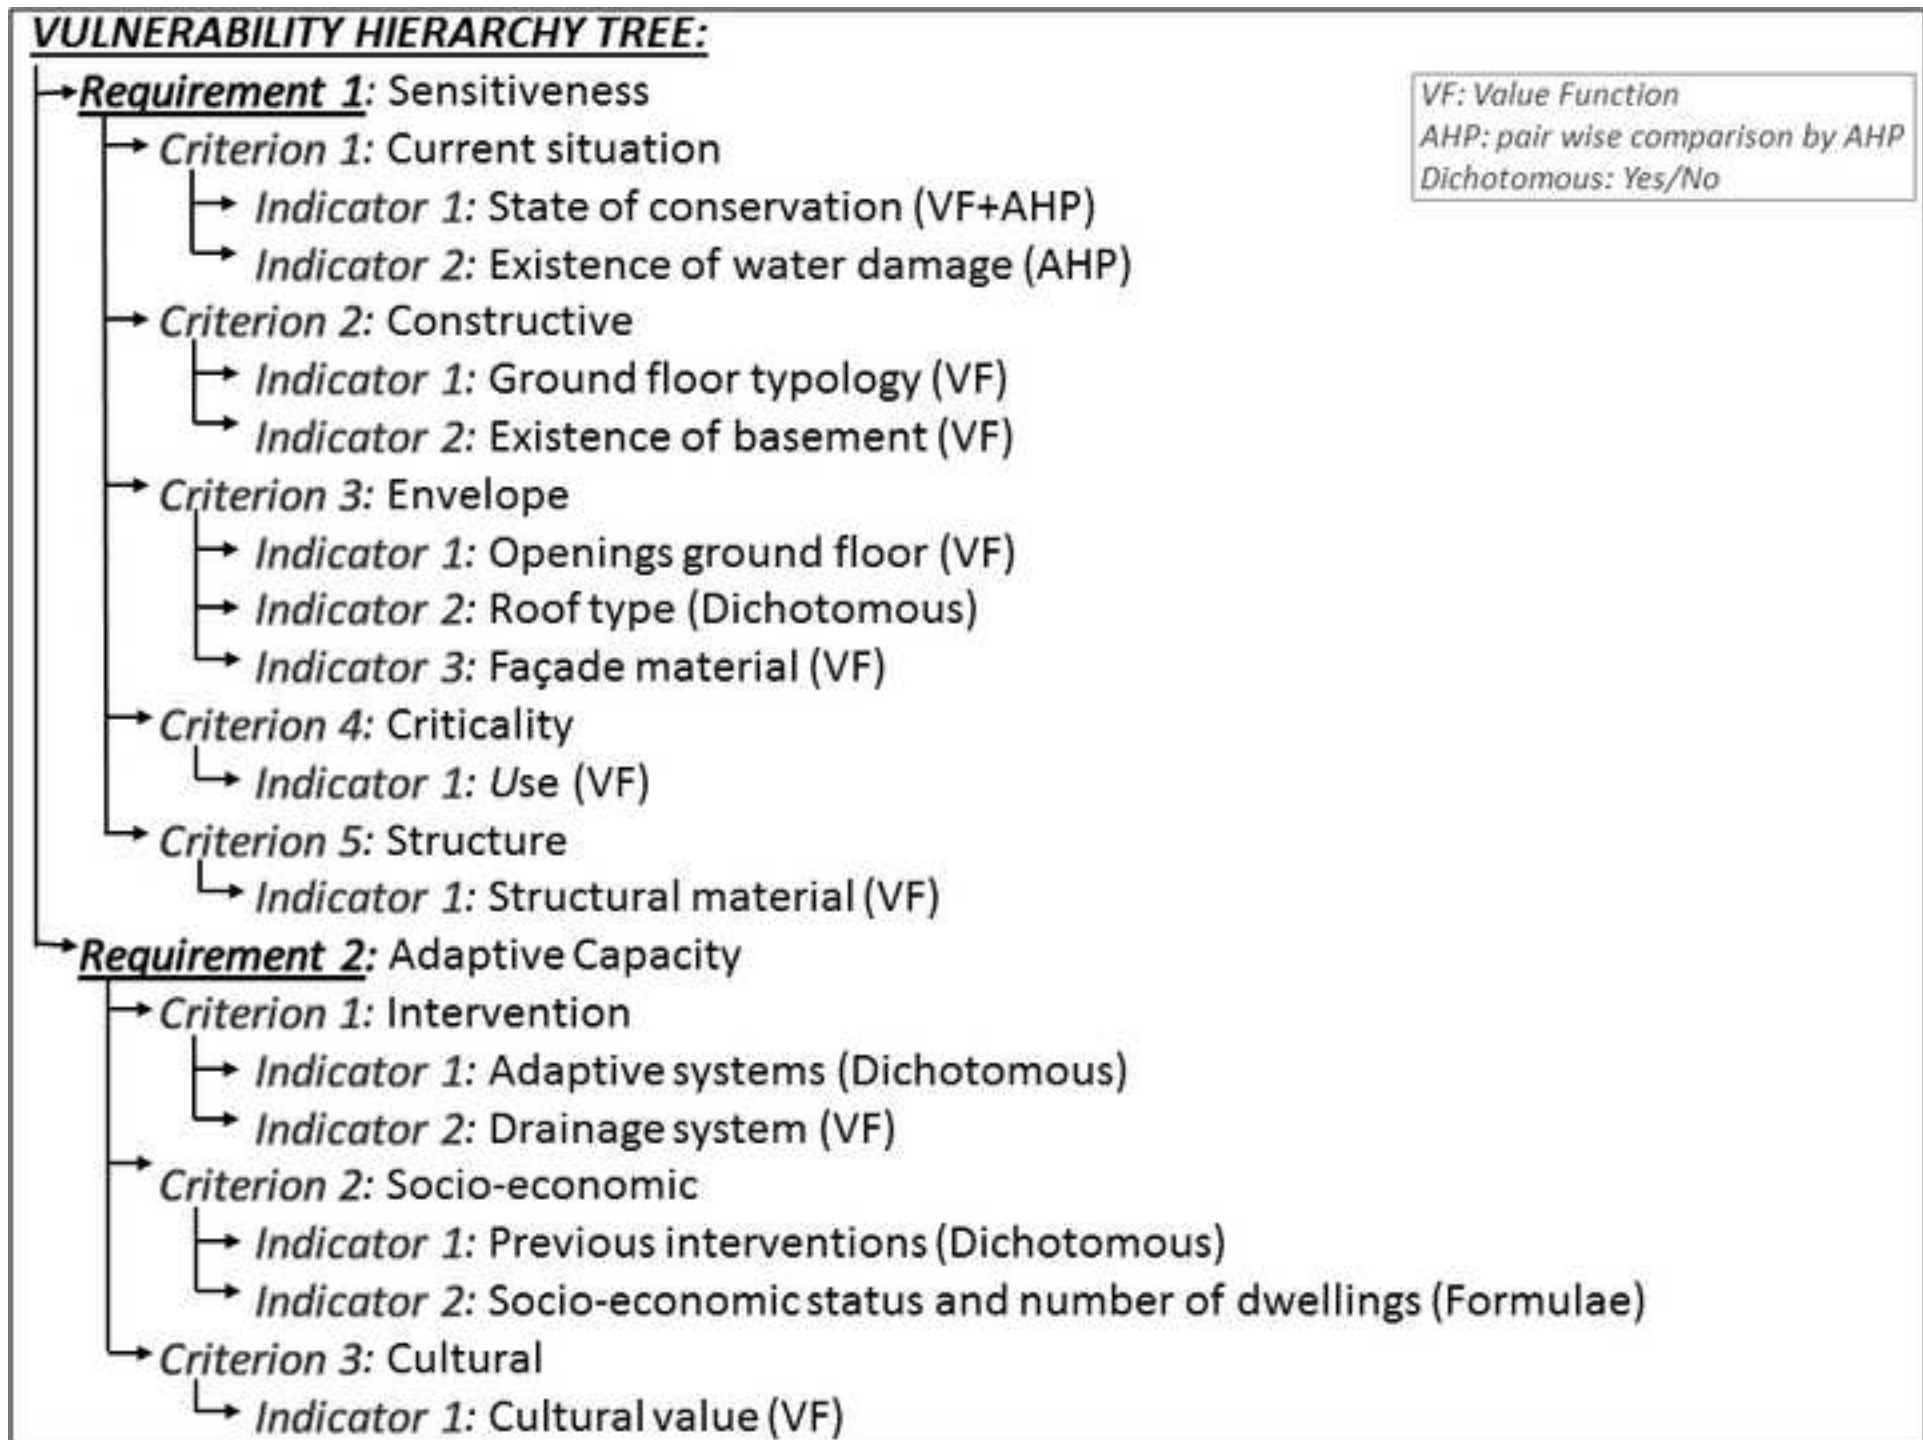 VULNERABILITY HIERARCHY TREE:
Requirement 1: Sensitiveness
VF: Value Function
AHP: pair wise comparison by AHP
Dichotomous: Yes/No
Criterion 1: Current situation
Indicator 1: State of conservation (VF+AHP)
Indicator 2: Existence of water damage (AHP)
Criterion 2: Constructive
Indicator 1: Ground floor typology (VF)
Indicator 2: Existence of basement (VF)
Criterion 3: Envelope
Indicator 1: Openings ground floor (VF)
Indicator 2: Roof type (Dichotomous)
Indicator 3: Façade material (VF)
Criterion 4: Criticality
Indicator 1: Use (VF)
Criterion 5: Structure
Indicator 1: Structural material (VF)
Requirement 2: Adaptive Capacity
Criterion 1: Intervention
Indicator 1: Adaptive systems (Dichotomous)
Indicator 2: Drainage system (VF)
Criterion 2: Socio-economic
Indicator 1: Previous interventions (Dichotomous)
Indicator 2: Socio-economic status and number of dwellings (Formulae)
Criterion 3: Cultural
Indicator 1: Cultural value (VF)